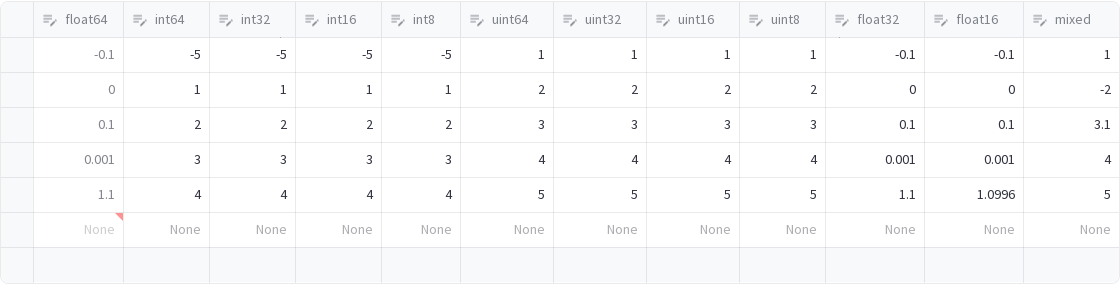 float64 int64 int32 int16 int8 uint64 uint32 uint16 uint8 float32 float16 mixed
-0.1 -5 -5 -5 -5 1 1 1 1 -0.1 -0.1 1
0 1 1 1 1 2 2 2 2 0 0 -2
0.1 2 2 2 2 3 3 3 3 0.1 0.1 3.1
0.001 3 3 3 3 4 4 4 4 0.001 0.001 4
1.1 4 4 4 4 5 5 5 5 1.1 1.0996 5
None None None None None None None None None None None None